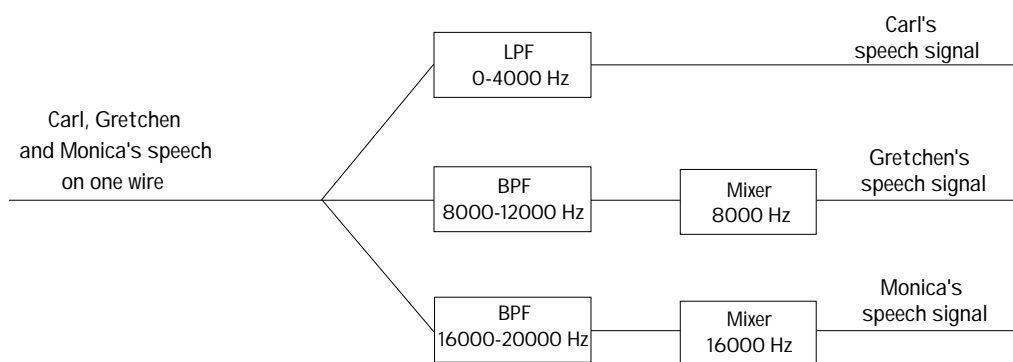 Carl, Gretchen
and Monica's speech
on one wire
LPF
0-4000 Hz
Carl's
speech signal
BPF
8000-12000 Hz
Mixer
8000 Hz
Gretchen's
speech signal
BPF
16000-20000 Hz
Mixer
16000 Hz
Monica's
speech signal